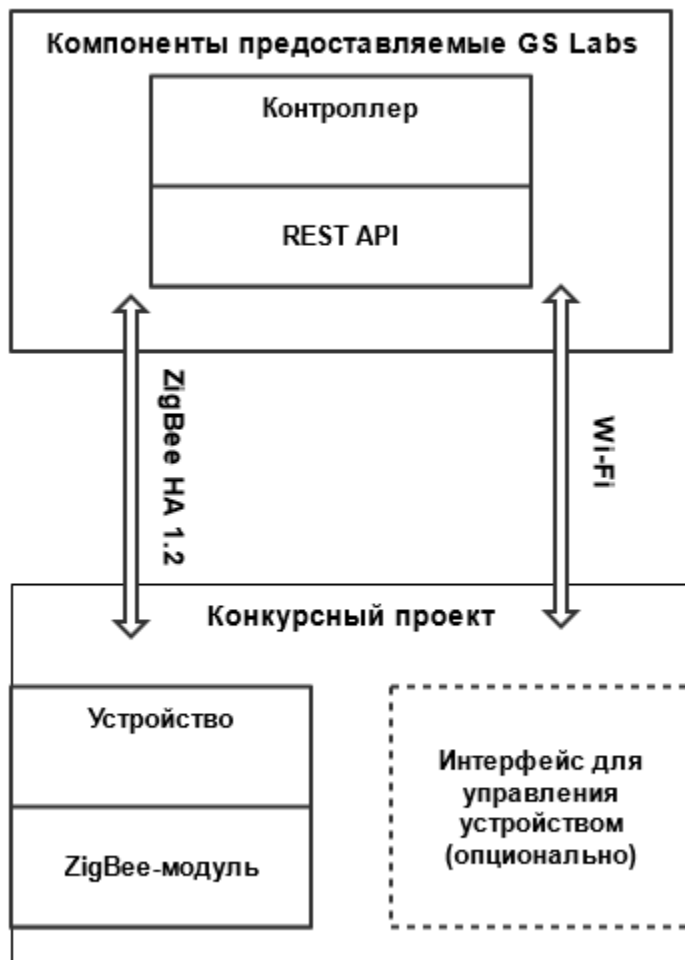 Компоненты предоставляемые GS Labs
Контроллер
REST API
ZigBee HA 1.2
Wi-Fi
Конкурсный проект
Устройство
ZigBee-модуль
Интерфейс для
управления
устройством
(опционально)